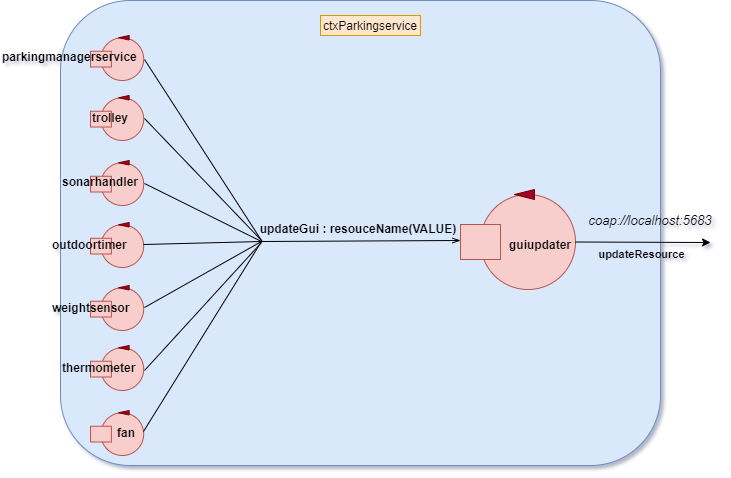 ctxParkingservice
parkingmanagerservice
trolley
sonarhandler
outdoortimer
weightsensor
thermometer
fan
updateGui : resouceName(VALUE)
guiupdater
coap://localhost:5683
updateResource